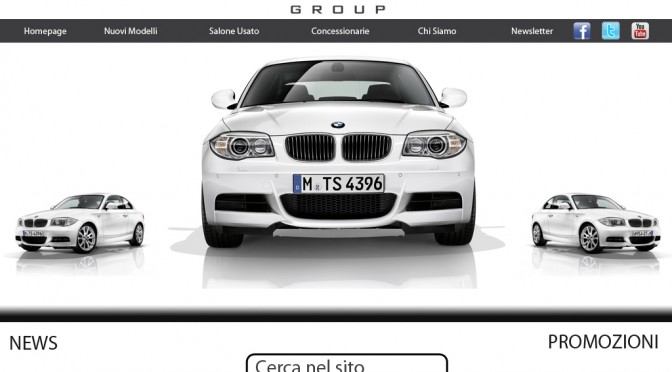 GROUP
Homepage Nuovi Modelli Salone Usato Concessionarie Chi Siamo Newsletter
You Tube
M TS 4396
NEWS
PROMOZIONI
Cerca nel sito